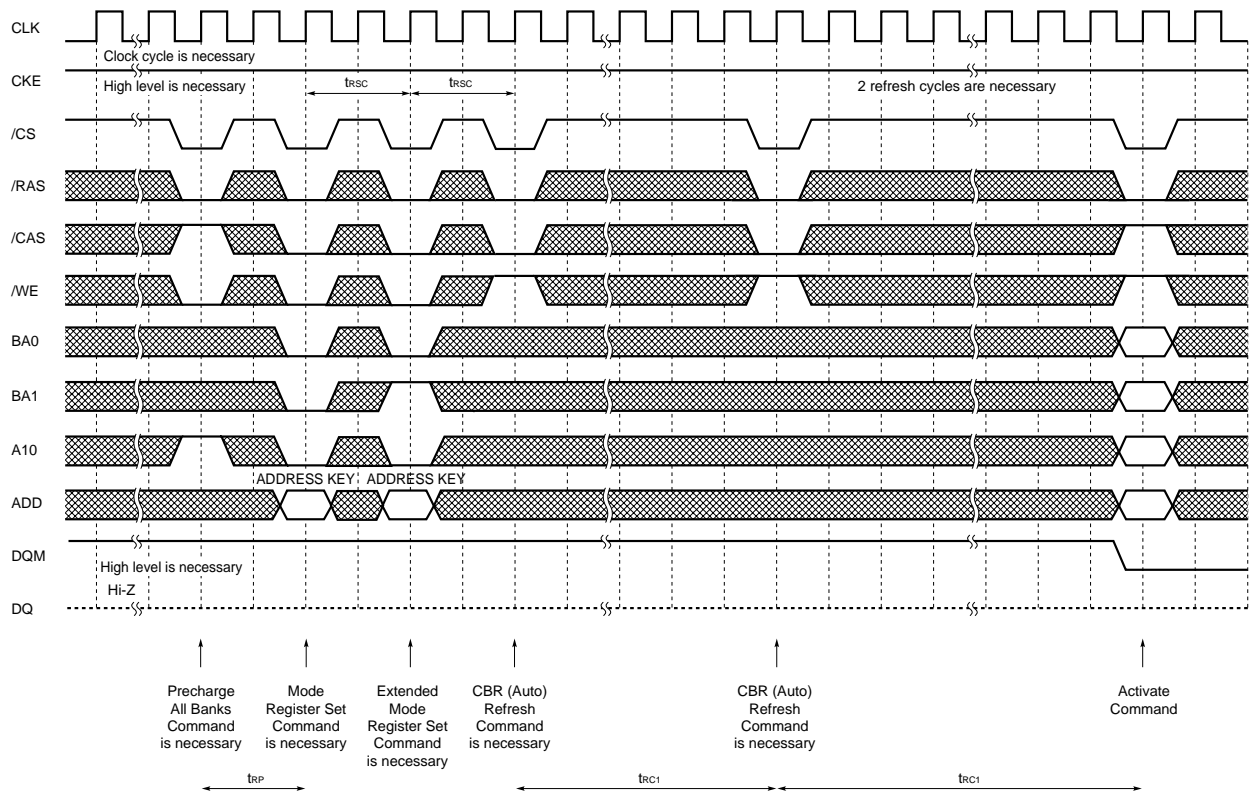 CLK
Clock cycle is necessary
CKE
High level is necessary
tRSC
tRSC
2 refresh cycles are necessary
/CS
/RAS
/CAS
/WE
BA0
BA1
A10
ADDRESS KEY
ADDRESS KEY
ADD
DQM
High level is necessary
Hi-Z
DQ
Precharge
All Banks
Command
is necessary
Mode
Register Set
Command
is necessary
Extended
Mode
Register Set
Command
is necessary
CBR (Auto)
Refresh
Command
is necessary
CBR (Auto)
Refresh
Command
is necessary
Activate
Command
tRP
tRC1
tRC1